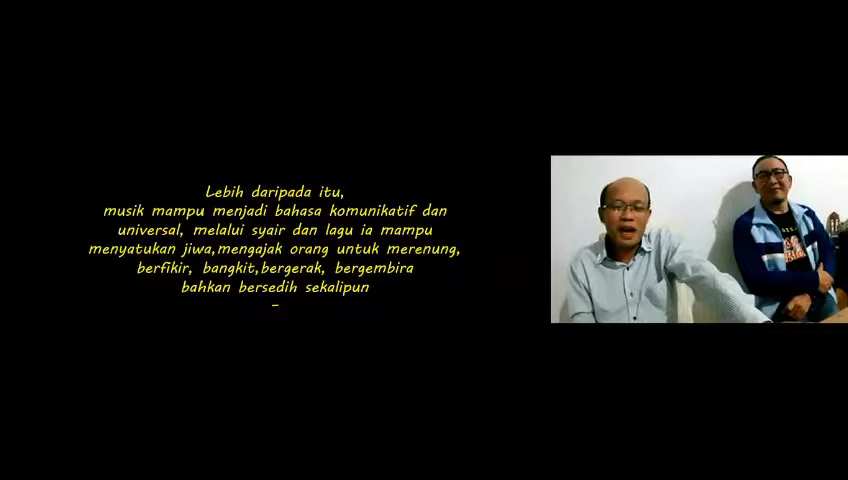 Lebih daripada itu,
musik mampu menjadi bahasa komunikatif dan
universal, melalui syair dan lagu ia mampu
menyatukan jiwa,mengajak orang untuk merenung,
berfikir, bangkit,bergerak, bergembira
bahkan bersedih sekalipun
-